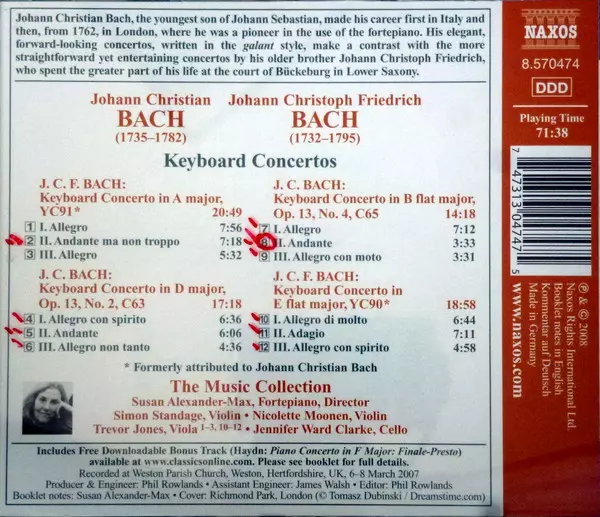 Johann Christian Bach, the youngest son of Johann Sebastian, made his career first in Italy and
then, from 1762, in London, where he was a pioneer in the use of the fortepiano. His elegant,
forward-looking concertos, written in the galant style, make a contrast with the more
straightforward yet entertaining concertos by his older brother Johann Christoph Friedrich,
who spent the greater part of his life at the court of Bückeburg in Lower Saxony.
Johann Christian
BACH
(1735–1782)
Johann Christoph Friedrich
BACH
(1732–1795)
Keyboard Concertos
J. C. F. BACH:
Keyboard Concerto in A major,
YC91* 20:49
1 I. Allegro 7:56
2 II. Andante ma non troppo 7:18
3 III. Allegro 5:32
J. C. BACH:
Keyboard Concerto in D major,
Op. 13, No. 2, C63 17:18
4 I. Allegro con spirito 6:36
5 II. Andante 6:06
6 III. Allegro non tanto 4:36
J. C. BACH:
Keyboard Concerto in B flat major,
Op. 13, No. 4, C65 14:18
7 I. Allegro 7:12
8 II. Andante 3:33
9 III. Allegro con moto 3:31
J. C. F. BACH:
Keyboard Concerto in
E flat major, YC90* 18:58
10 I. Allegro di molto 6:44
11 II. Adagio 7:11
12 III. Allegro con spirito 4:58
* Formerly attributed to Johann Christian Bach
The Music Collection
Susan Alexander-Max, Fortepiano, Director
Simon Standage, Violin • Nicolette Moonen, Violin
Trevor Jones, Viola 1–3, 10–12 • Jennifer Ward Clarke, Cello
Includes Free Downloadable Bonus Track (Haydn: Piano Concerto in F Major: Finale-Presto)
available at www.classicsonline.com. Please see booklet for full details.
Recorded at Weston Parish Church, Weston, Hertfordshire, UK, 6–8 March 2007
Producer & Engineer: Phil Rowlands • Assistant Engineer: James Walsh • Editor: Phil Rowlands
Booklet notes: Susan Alexander-Max • Cover: Richmond Park, London (© Tomasz Dubinski / Dreamstime.com)
NAXOS
8.570474
DDD
Playing Time
71:38
7 47313 04747 5
www.naxos.com
℗ & © 2008
Naxos Rights International Ltd.
Booklet notes in English
Kommentar auf Deutsch
Made in Germany